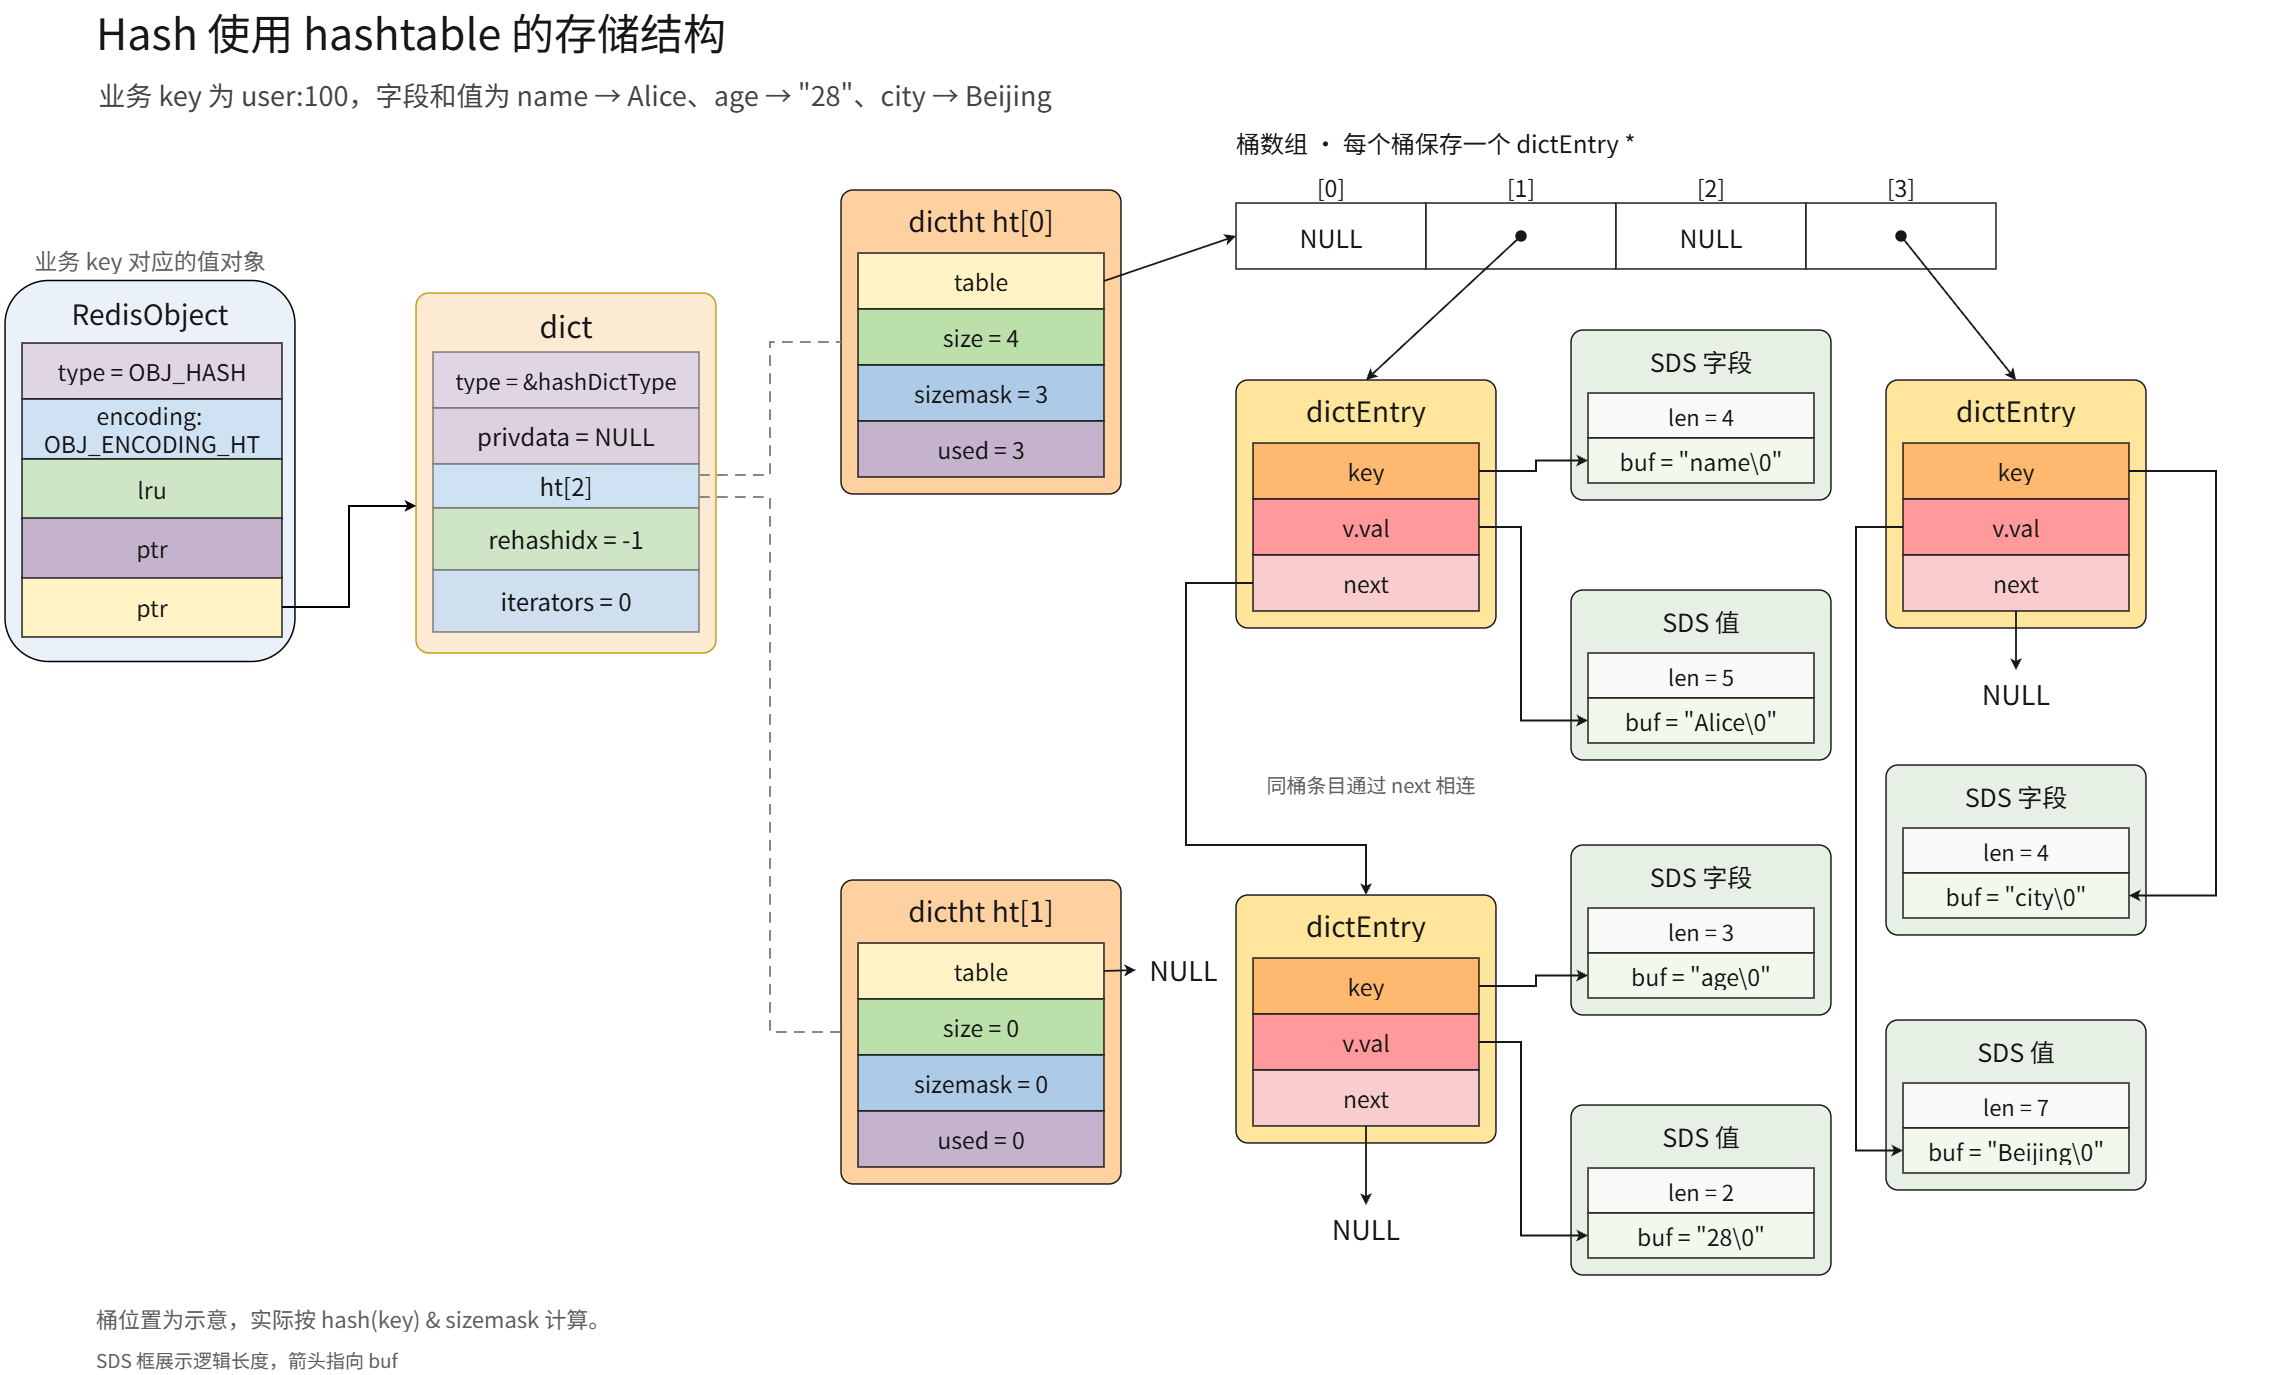 Hash 使用 hashtable 的存储结构
业务 key 为 user:100，字段和值为 name → Alice、age → "28"、city → Beijing
业务 key 对应的值对象
RedisObject
type = OBJ_HASH
encoding:
OBJ_ENCODING_HT
lru
ptr
ptr
dict
type = &hashDictType
privdata = NULL
ht[2]
rehashidx = -1
iterators = 0
dictht ht[0]
table
size = 4
sizemask = 3
used = 3
dictht ht[1]
table
size = 0
sizemask = 0
used = 0
NULL
桶数组 · 每个桶保存一个 dictEntry *
[0]
[1]
[2]
[3]
NULL
NULL
dictEntry
key
v.val
next
SDS 字段
len = 4
buf = "name\0"
SDS 值
len = 5
buf = "Alice\0"
同桶条目通过 next 相连
dictEntry
key
v.val
next
NULL
SDS 字段
len = 3
buf = "age\0"
SDS 值
len = 2
buf = "28\0"
dictEntry
key
v.val
next
NULL
SDS 字段
len = 4
buf = "city\0"
SDS 值
len = 7
buf = "Beijing\0"
桶位置为示意，实际按 hash(key) & sizemask 计算。
SDS 框展示逻辑长度，箭头指向 buf